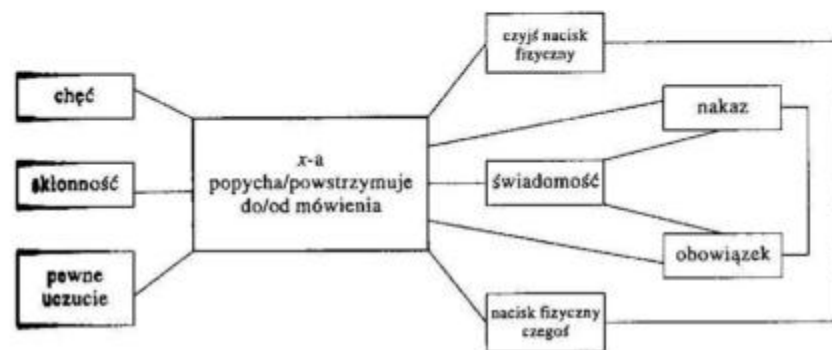 czyjś nacisk
fizyczny
chęć
nakaz
x-a
popycha/powstrzymuje
do/od mówienia
skłonność
świadomość
obowiązek
pewne
uczucie
nacisk fizyczny
czegoś